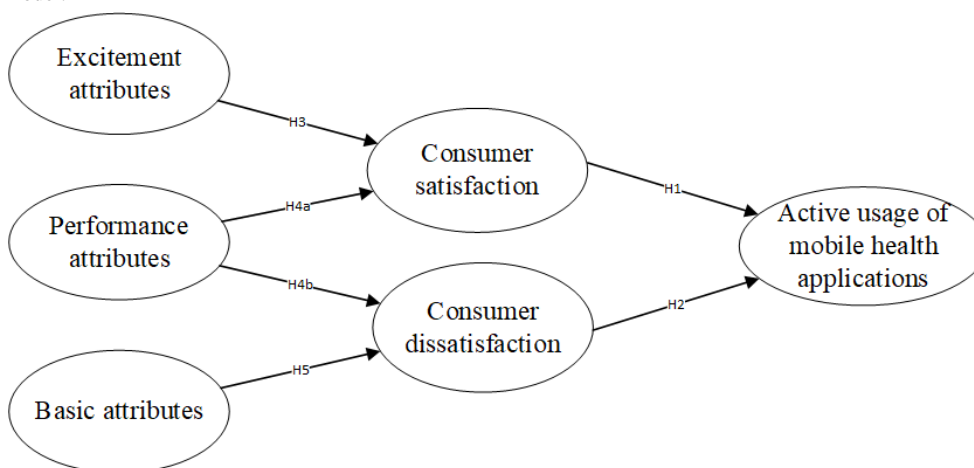 Excitement
attributes
H3
Consumer
satisfaction
H1
Performance
attributes
H4a
H4b
Active usage of
mobile health
applications
Consumer
dissatisfaction
H2
H5
Basic attributes